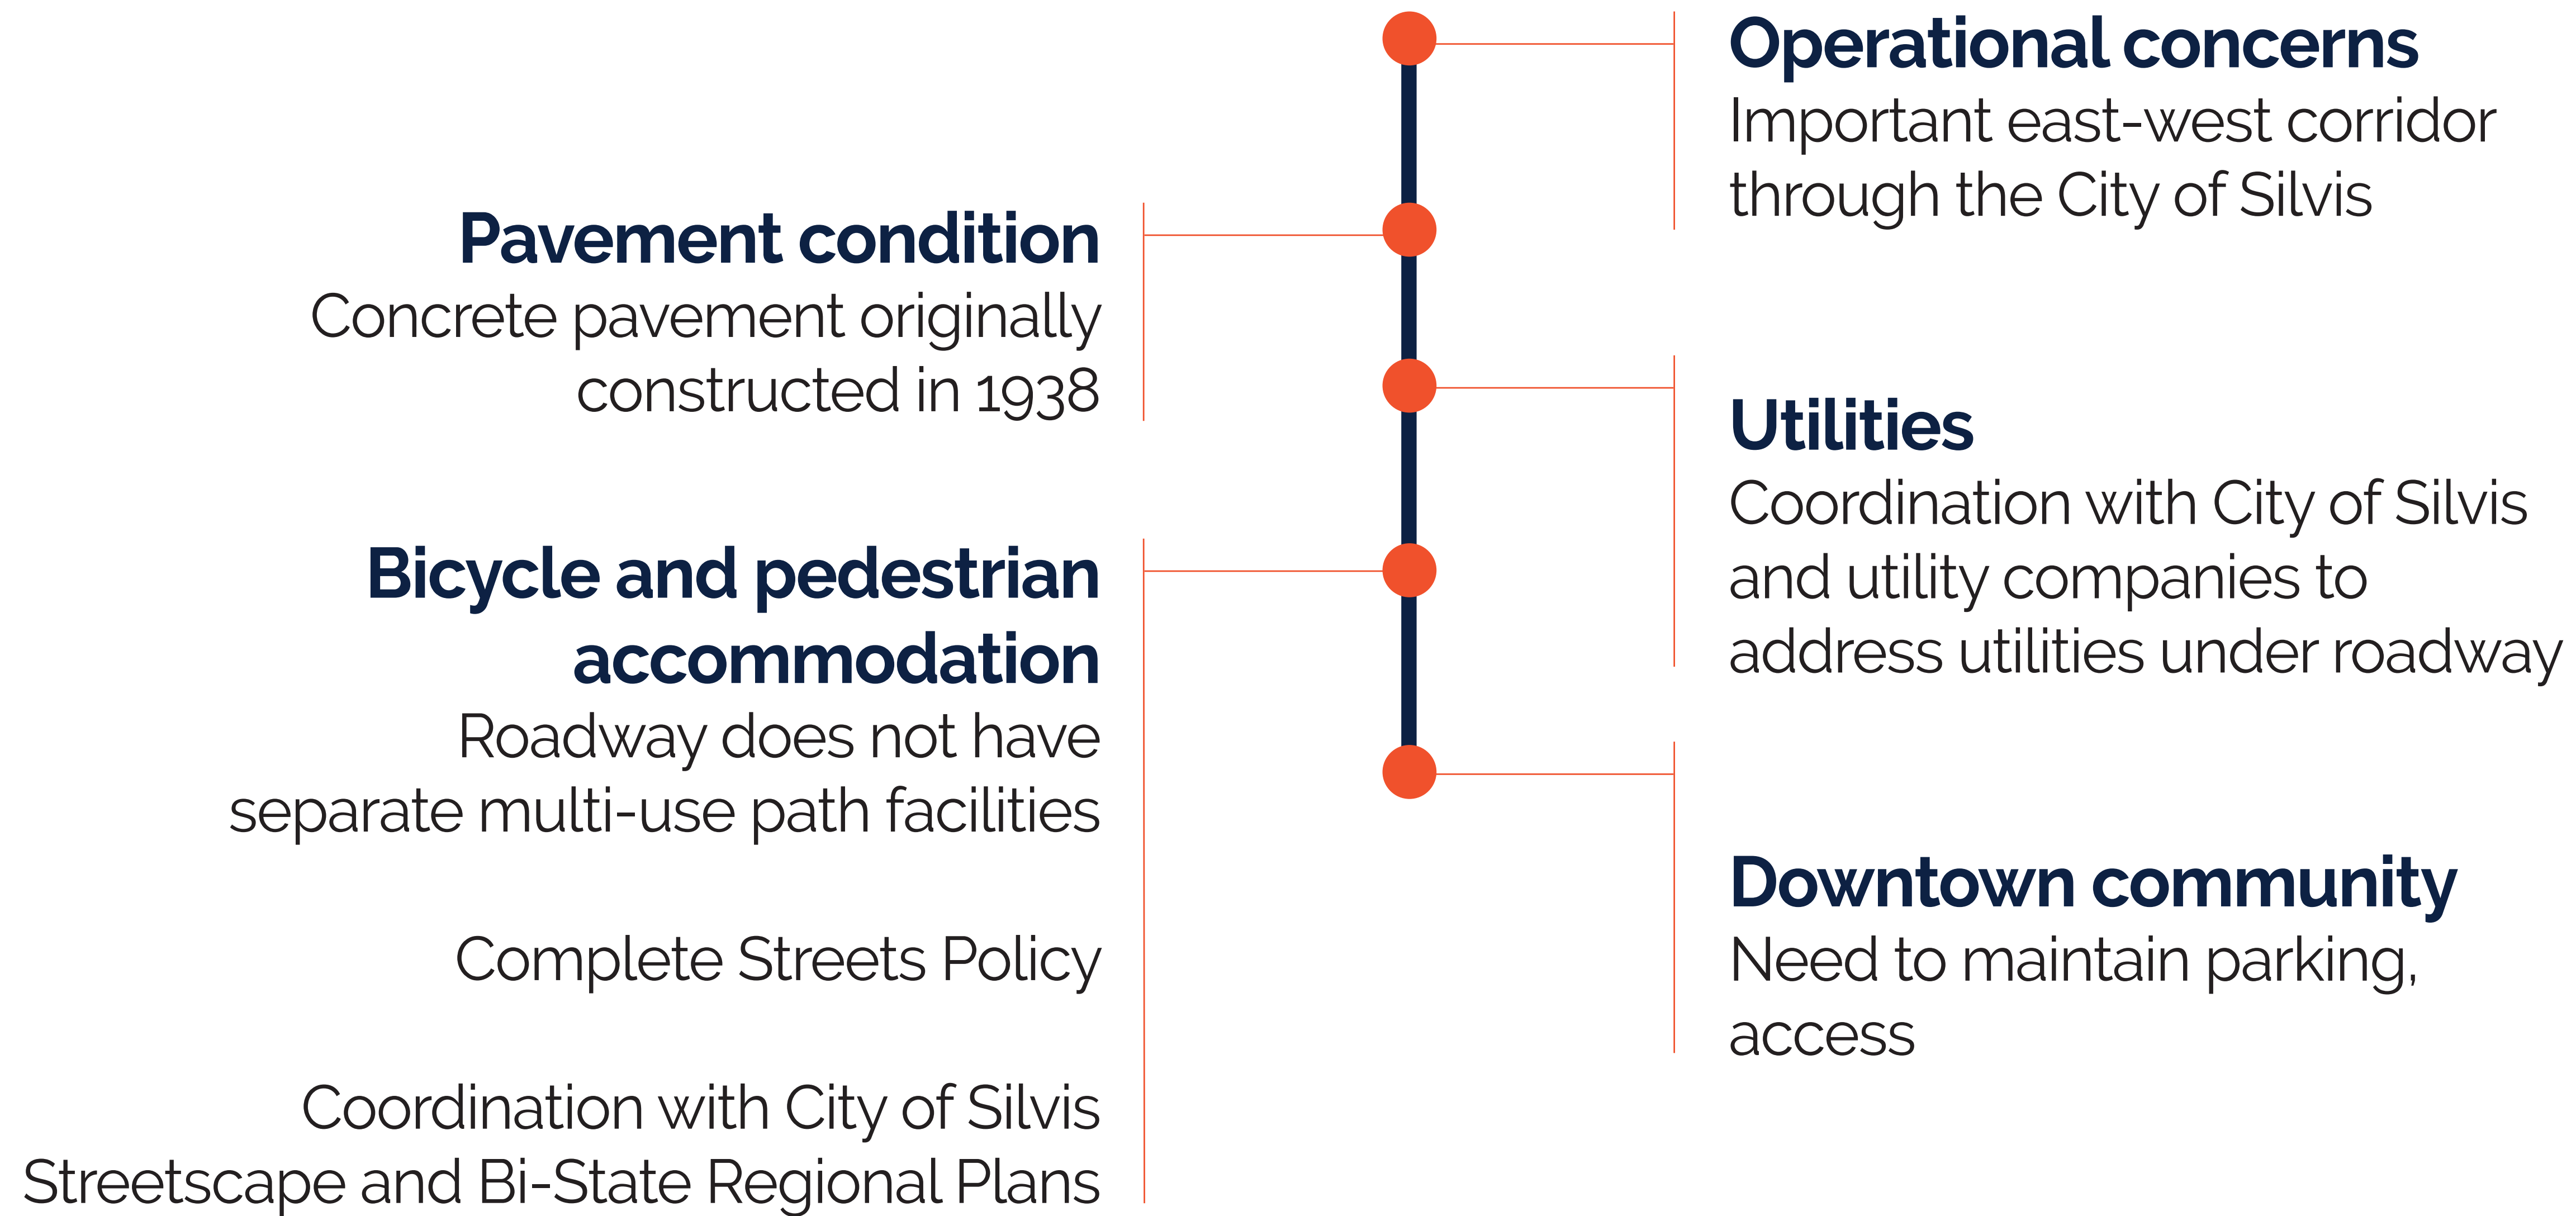 Operational concerns
Important east-west corridor
through the City of Silvis
Pavement condition
Concrete pavement originally
constructed in 1938
Utilities
Coordination with City of Silvis
and utility companies to
address utilities under roadway
Bicycle and pedestrian
accommodation
Roadway does not have
separate multi-use path facilities
Complete Streets Policy
Coordination with City of Silvis
Streetscape and Bi-State Regional Plans
Downtown community
Need to maintain parking,
access